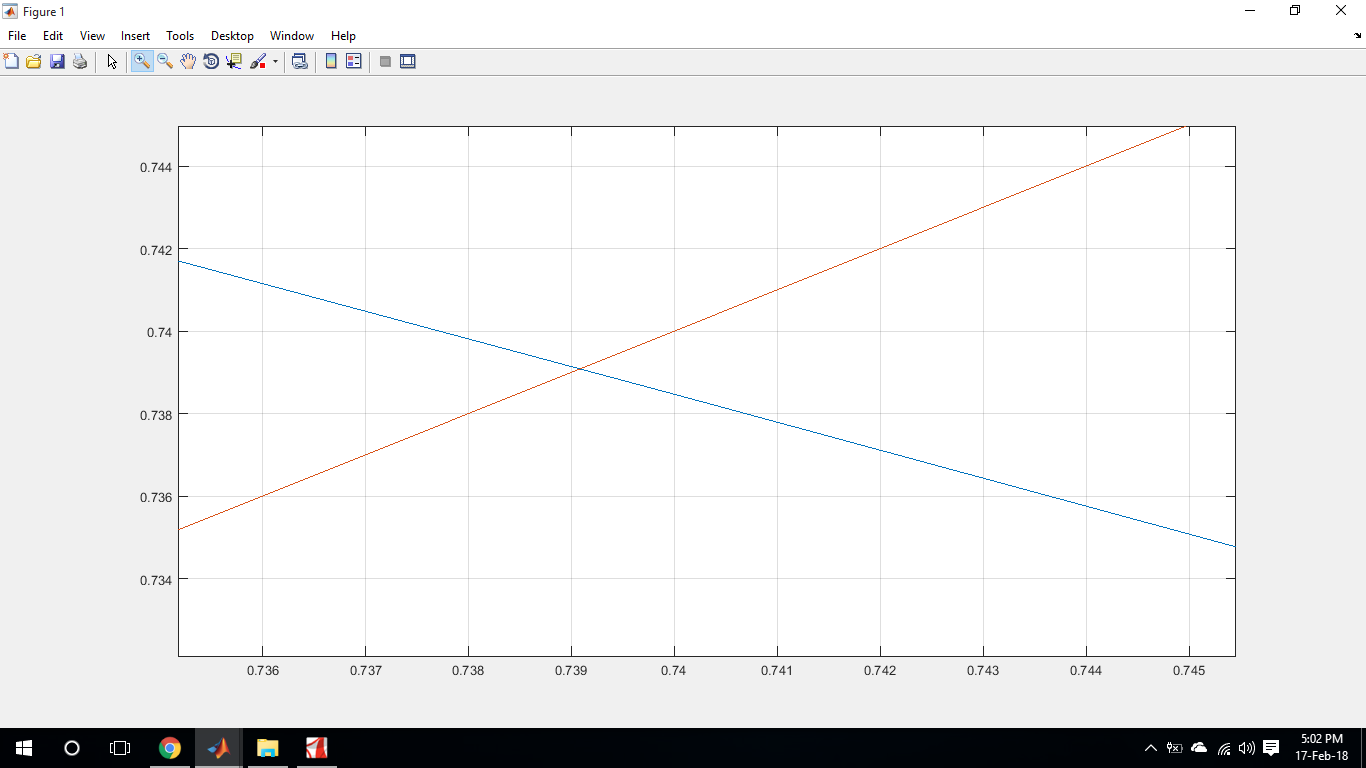 Figure 1
File Edit View Insert Tools Desktop Window Help
0.744
0.742
0.74
0.738
0.736
0.734
0.736 0.737 0.738 0.739 0.74 0.741 0.742 0.743 0.744 0.745
5:02 PM
17-Feb-18